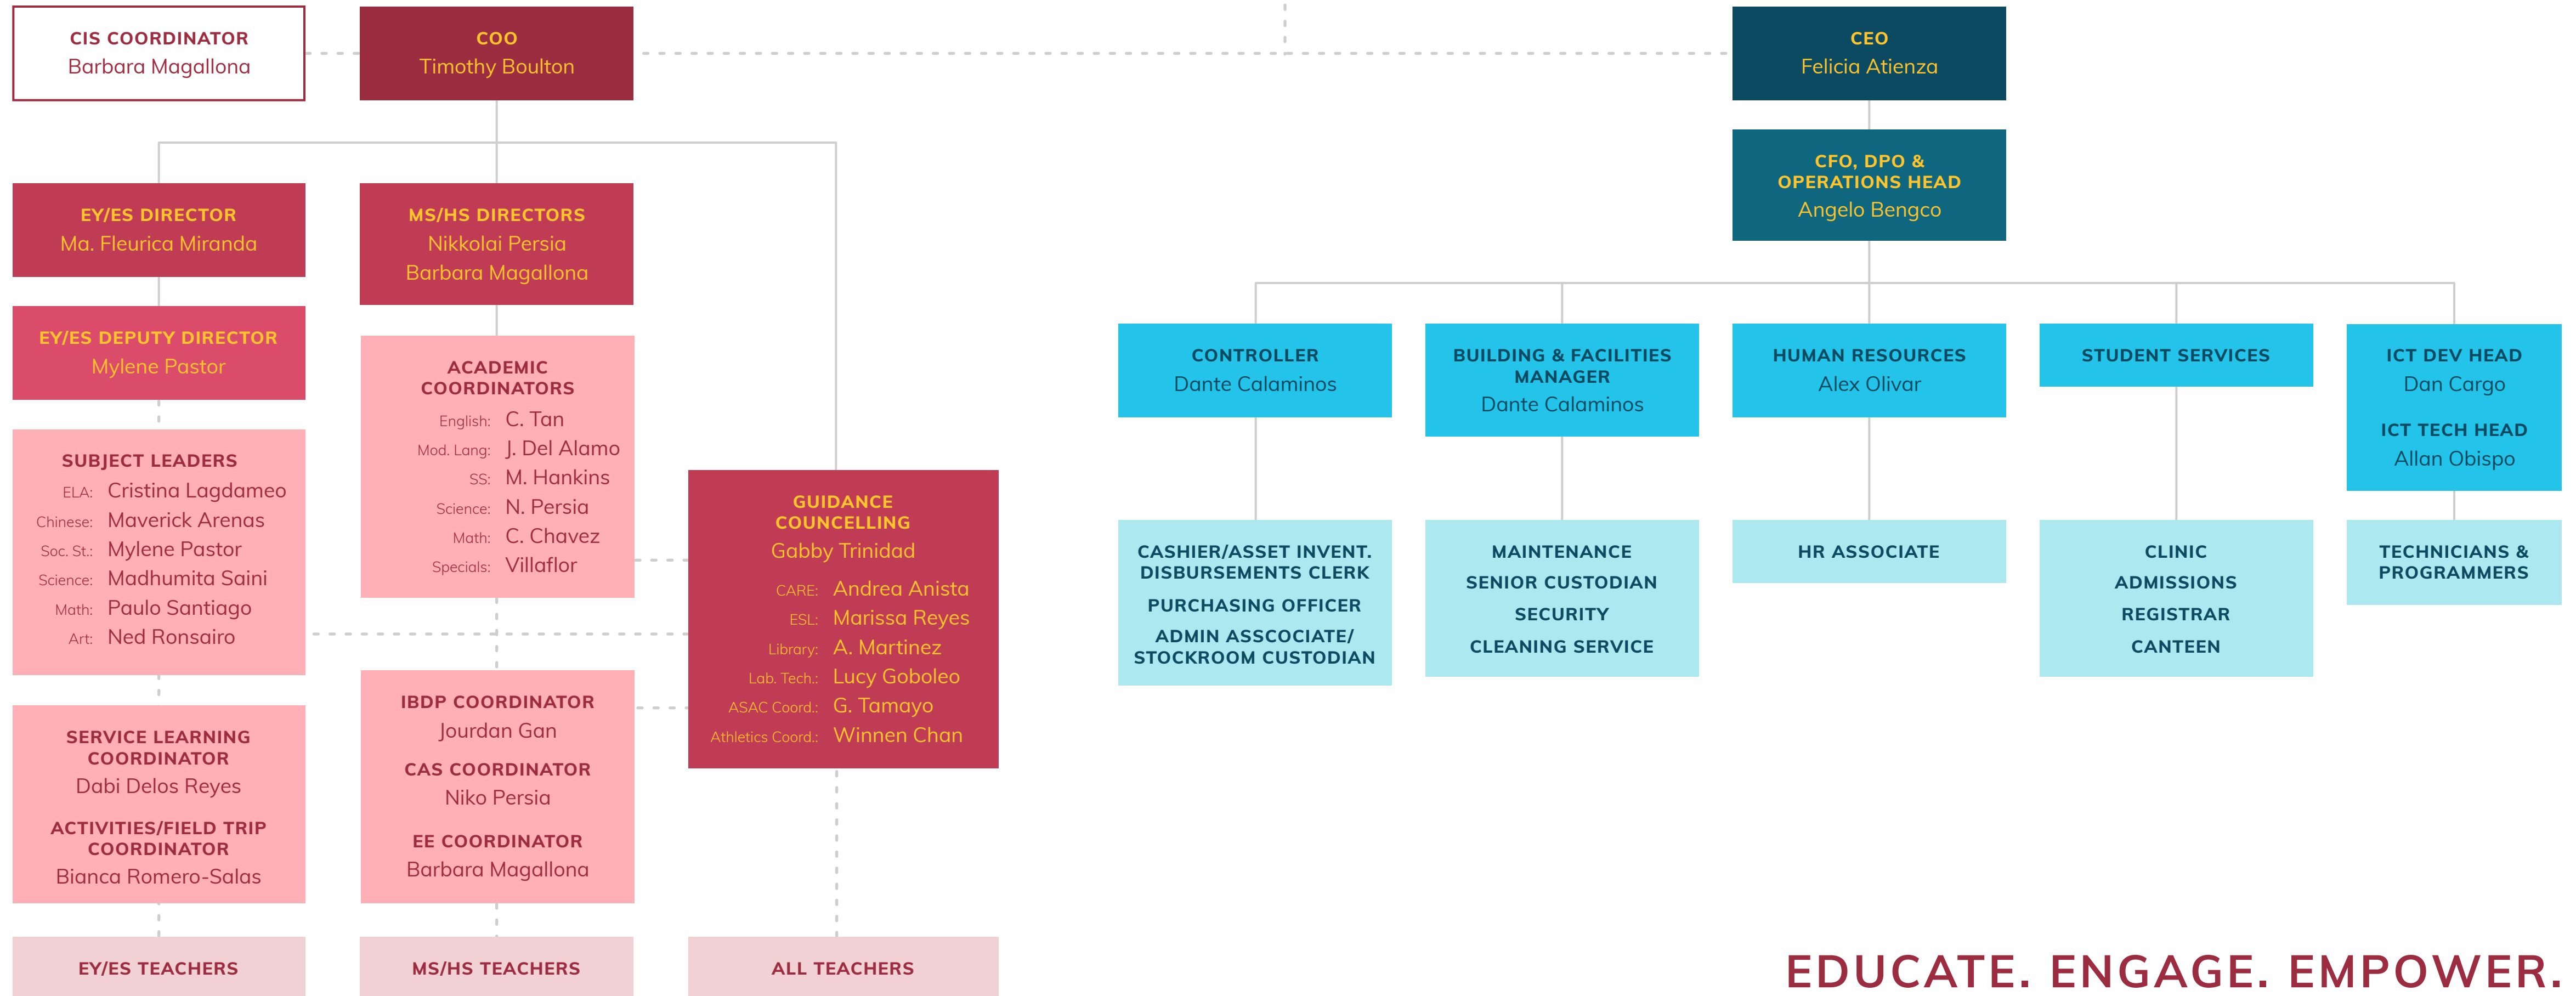 CIS COORDINATOR
Barbara Magallona
COO
Timothy Boulton
CEO
Felicia Atienza
CFO, DPO &
OPERATIONS HEAD
Angelo Bengco
EY/ES DIRECTOR
Ma. Fleurica Miranda
MS/HS DIRECTORS
Nikkolai Persia
Barbara Magallona
EY/ES DEPUTY DIRECTOR
Mylene Pastor
ACADEMIC
COORDINATORS
English: C. Tan
Mod. Lang: J. Del Alamo
SS: M. Hankins
Science: N. Persia
Math: C. Chavez
Specials: Villaflor
SUBJECT LEADERS
ELA: Cristina Lagdameo
Chinese: Maverick Arenas
Soc. St.: Mylene Pastor
Science: Madhumita Saini
Math: Paulo Santiago
Art: Ned Ronsairo
GUIDANCE
COUNCELLING
Gabby Trinidad
CARE: Andrea Anista
ESL: Marissa Reyes
Library: A. Martinez
Lab. Tech.: Lucy Goboleo
ASAC Coord.: G. Tamayo
Athletics Coord.: Winnen Chan
SERVICE LEARNING
COORDINATOR
Dabi Delos Reyes
ACTIVITIES/FIELD TRIP
COORDINATOR
Bianca Romero-Salas
IBDP COORDINATOR
Jourdan Gan
CAS COORDINATOR
Niko Persia
EE COORDINATOR
Barbara Magallona
EY/ES TEACHERS
MS/HS TEACHERS
ALL TEACHERS
CONTROLLER
Dante Calaminos
BUILDING & FACILITIES
MANAGER
Dante Calaminos
HUMAN RESOURCES
Alex Olivar
STUDENT SERVICES
ICT DEV HEAD
Dan Cargo
ICT TECH HEAD
Allan Obispo
CASHIER/ASSET INVENT.
DISBURSEMENTS CLERK
PURCHASING OFFICER
ADMIN ASSCOCIATE/
STOCKROOM CUSTODIAN
MAINTENANCE
SENIOR CUSTODIAN
SECURITY
CLEANING SERVICE
HR ASSOCIATE
CLINIC
ADMISSIONS
REGISTRAR
CANTEEN
TECHNICIANS &
PROGRAMMERS
EDUCATE. ENGAGE. EMPOWER.